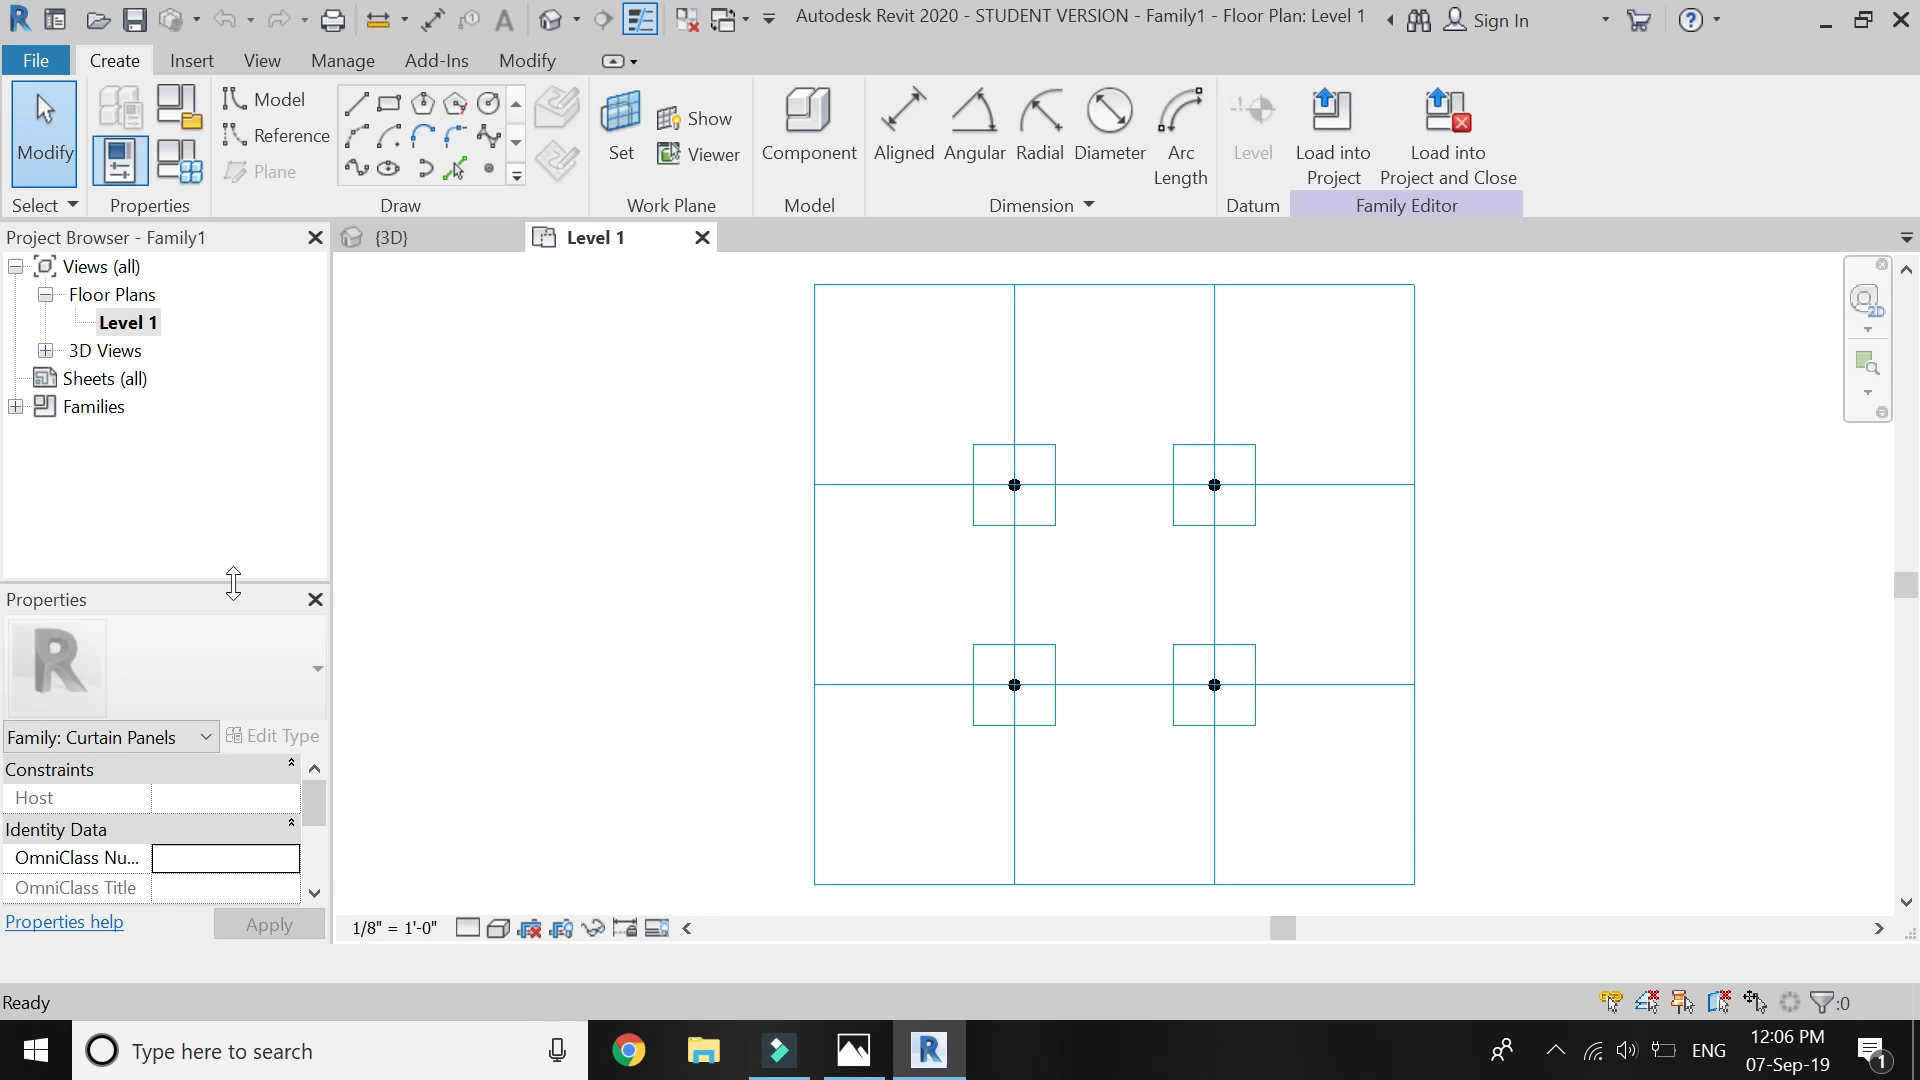 Autodesk Revit 2020 - STUDENT VERSION - Family1 - Floor Plan: Level 1
Sign In
File
Create
Insert
View
Manage
Add-Ins
Modify
Modify
Model
Reference
Plane
Set
Show
Viewer
Component
Aligned
Angular
Radial
Diameter
Arc
Length
Level
Load into
Project
Load into
Project and Close
Select
Properties
Draw
Work Plane
Model
Dimension
Datum
Family Editor
Project Browser - Family1
{3D}
Level 1
Views (all)
Floor Plans
Level 1
3D Views
Sheets (all)
Families
2D
Properties
R
Family: Curtain Panels
Edit Type
Constraints
Host
Identity Data
OmniClass Nu...
OmniClass Title
Properties help
Apply
1/8" = 1'-0"
Ready
:0
Type here to search
ENG
12:06 PM
07-Sep-19
1